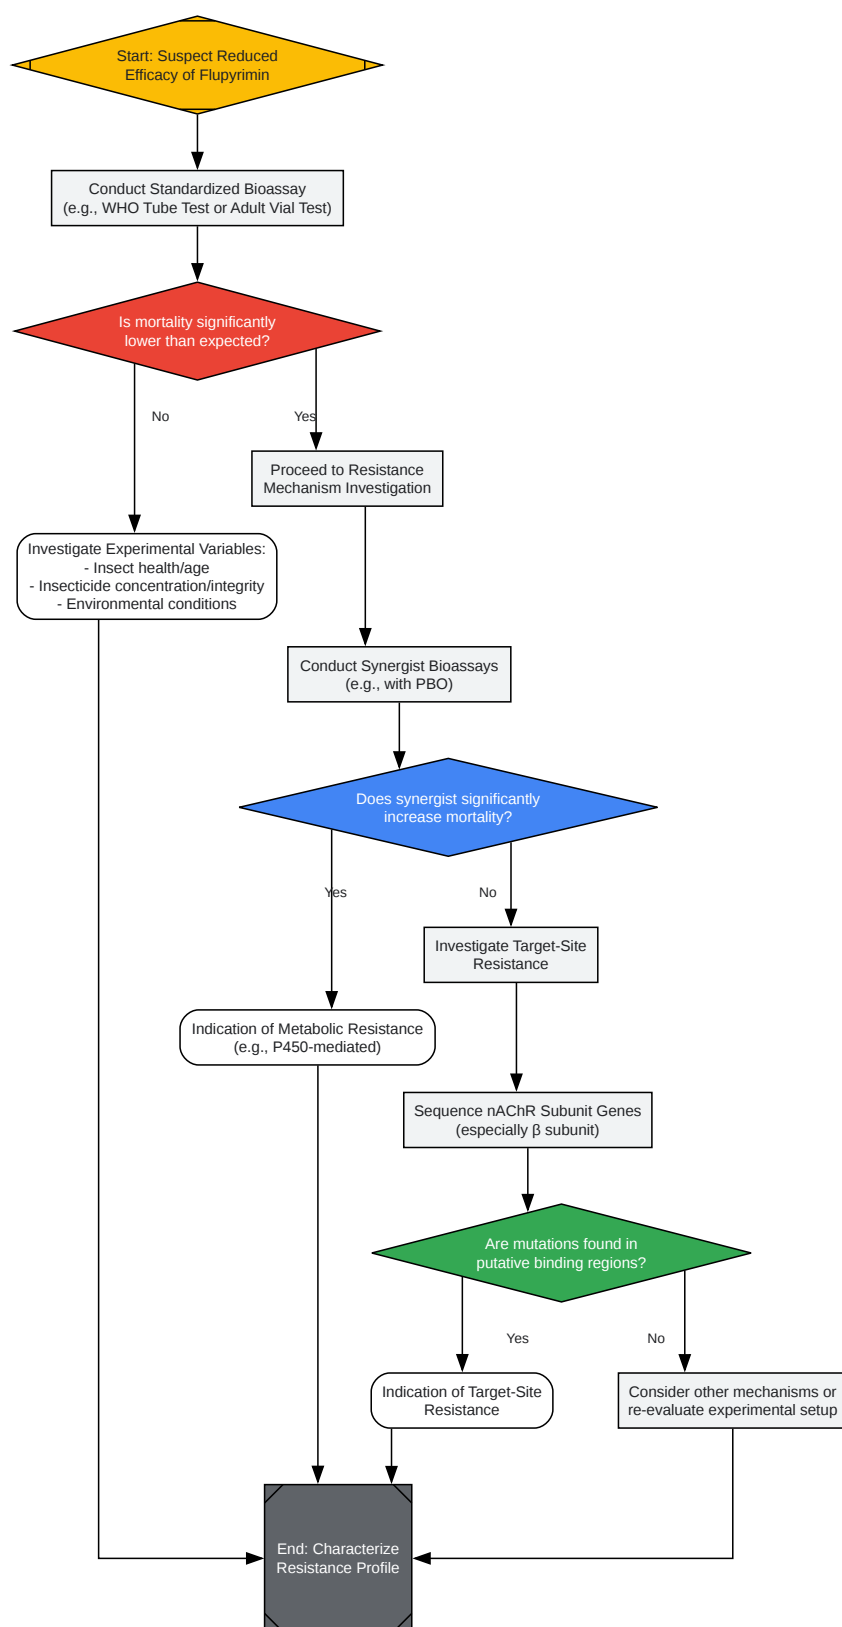 Start: Suspect Reduced
Efficacy of Flupyrimin
Conduct Standardized Bioassay
(e.g., WHO Tube Test or Adult Vial Test)
Is mortality significantly
lower than expected?
No
Yes
Proceed to Resistance
Mechanism Investigation
Investigate Experimental Variables:
- Insect health/age
- Insecticide concentration/integrity
- Environmental conditions
Conduct Synergist Bioassays
(e.g., with PBO)
Does synergist significantly
increase mortality?
Yes
No
Investigate Target-Site
Resistance
Indication of Metabolic Resistance
(e.g., P450-mediated)
Sequence nAChR Subunit Genes
(especially β subunit)
Are mutations found in
putative binding regions?
Yes
No
Indication of Target-Site
Resistance
Consider other mechanisms or
re-evaluate experimental setup
End: Characterize
Resistance Profile